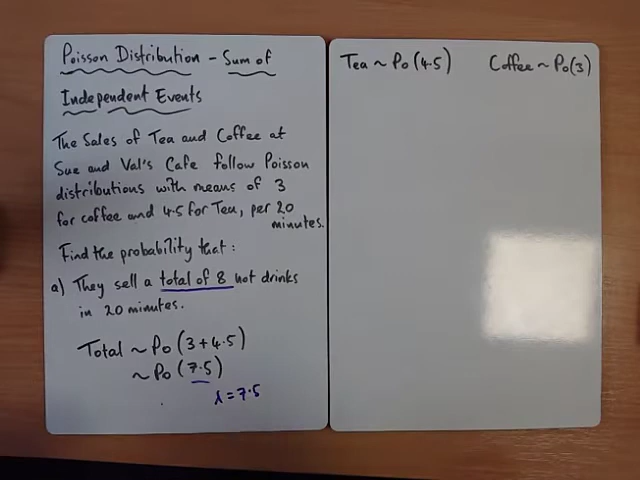 Poisson Distribution - Sum of
Independent Events
The Sales of Tea and Coffee at
Sue and Val's Cafe follow Poisson
distributions with means of 3
for coffee and 4.5 for Tea, per 20
minutes.
Find the probability that:
a) They sell a total of 8 hot drinks
in 20 minutes.
Total ~ Po (3+4.5)
~ Po (7.5)
λ = 7.5
Tea ~ Po (4.5)
Coffee ~ Po(3)